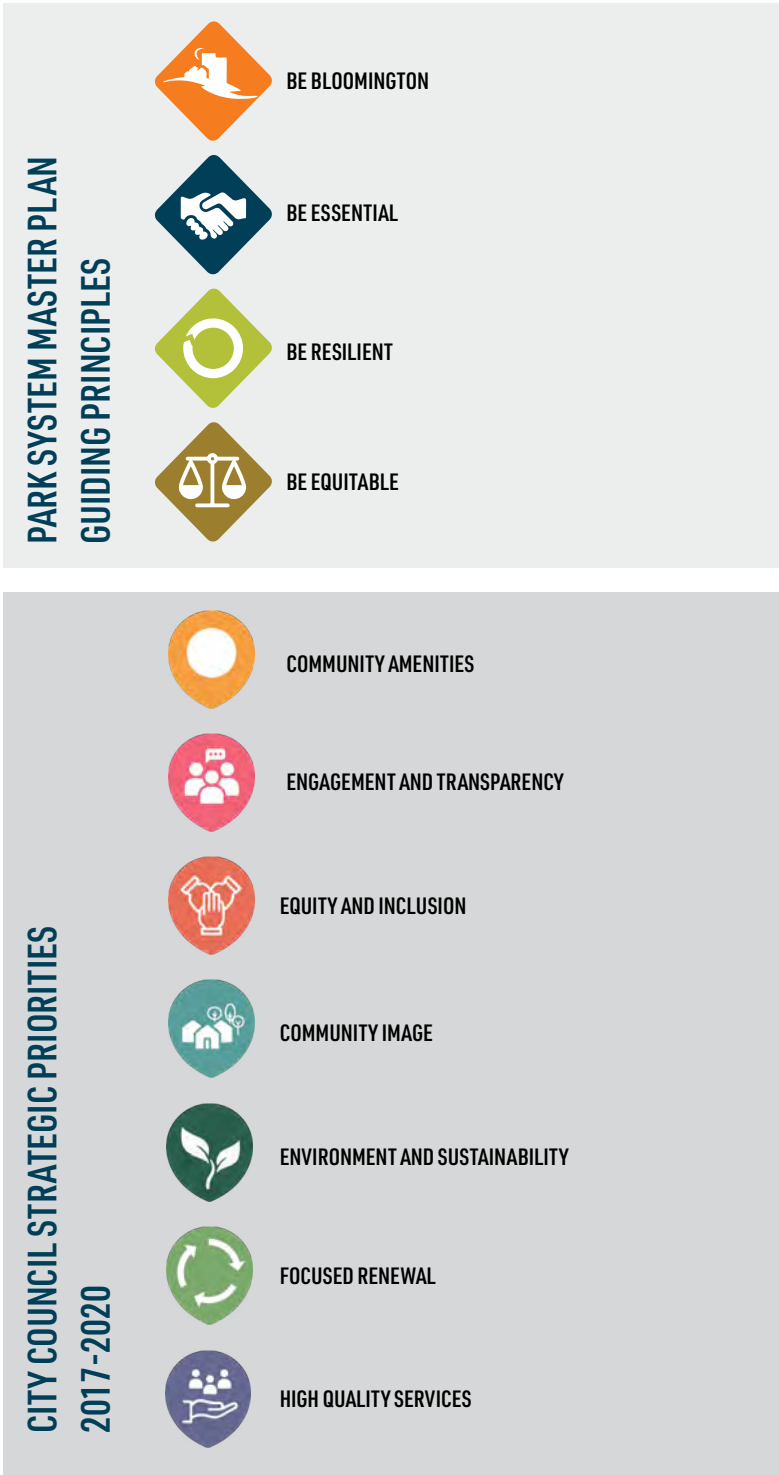 PARK SYSTEM MASTER PLAN
GUIDING PRINCIPLES
BE BLOOMINGTON
BE ESSENTIAL
BE RESILIENT
BE EQUITABLE
CITY COUNCIL STRATEGIC PRIORITIES
2017-2020
COMMUNITY AMENITIES
ENGAGEMENT AND TRANSPARENCY
EQUITY AND INCLUSION
COMMUNITY IMAGE
ENVIRONMENT AND SUSTAINABILITY
FOCUSED RENEWAL
HIGH QUALITY SERVICES